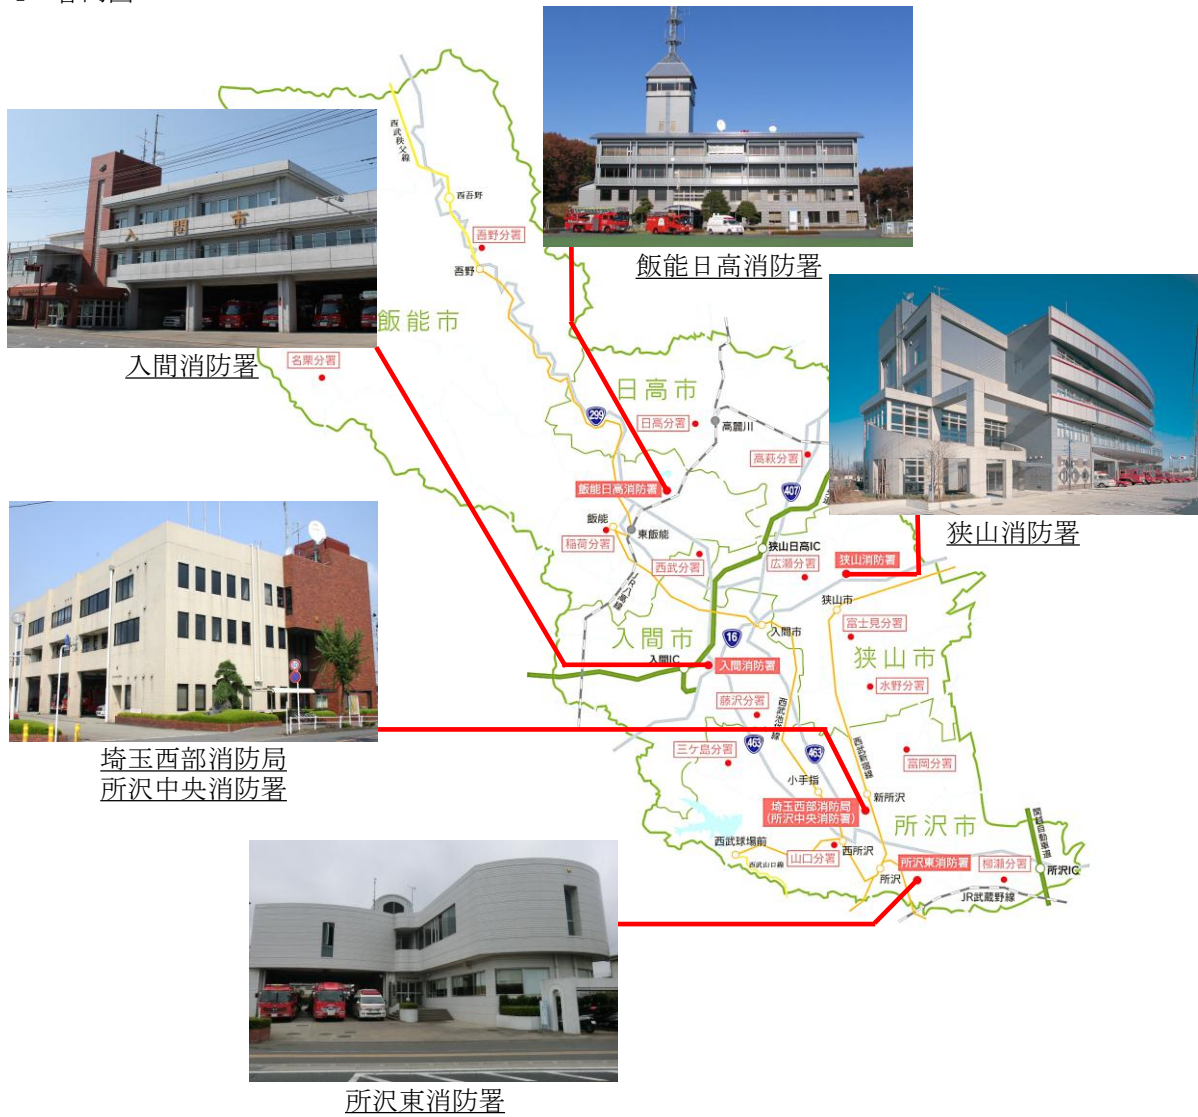 飯能日高消防署
入間市
入間消防署
狭山消防署
埼玉西部消防局
所沢中央消防署
所沢東消防署
西武秩父線
西吾野
吾野分署
吾野
飯能市
名栗分署
日高市
299
日高分署
高麗川
高萩分署
407
飯能日高消防署
飯能
東飯能
稲荷分署
西武分署
狭山日高IC
広瀬分署
狭山消防署
JR八高線
狭山市
入間市
16
入間市
富士見分署
狭山市
入間IC
入間消防署
水野分署
藤沢分署
西武池袋線
463
463
三ケ島分署
西武新宿線
富岡分署
小手指
新所沢
埼玉西部消防局
(所沢中央消防署)
所沢市
関越自動車道
西武球場前
山口分署
西所沢
西武山口線
所沢東消防署
柳瀬分署
所沢
所沢IC
JR武蔵野線